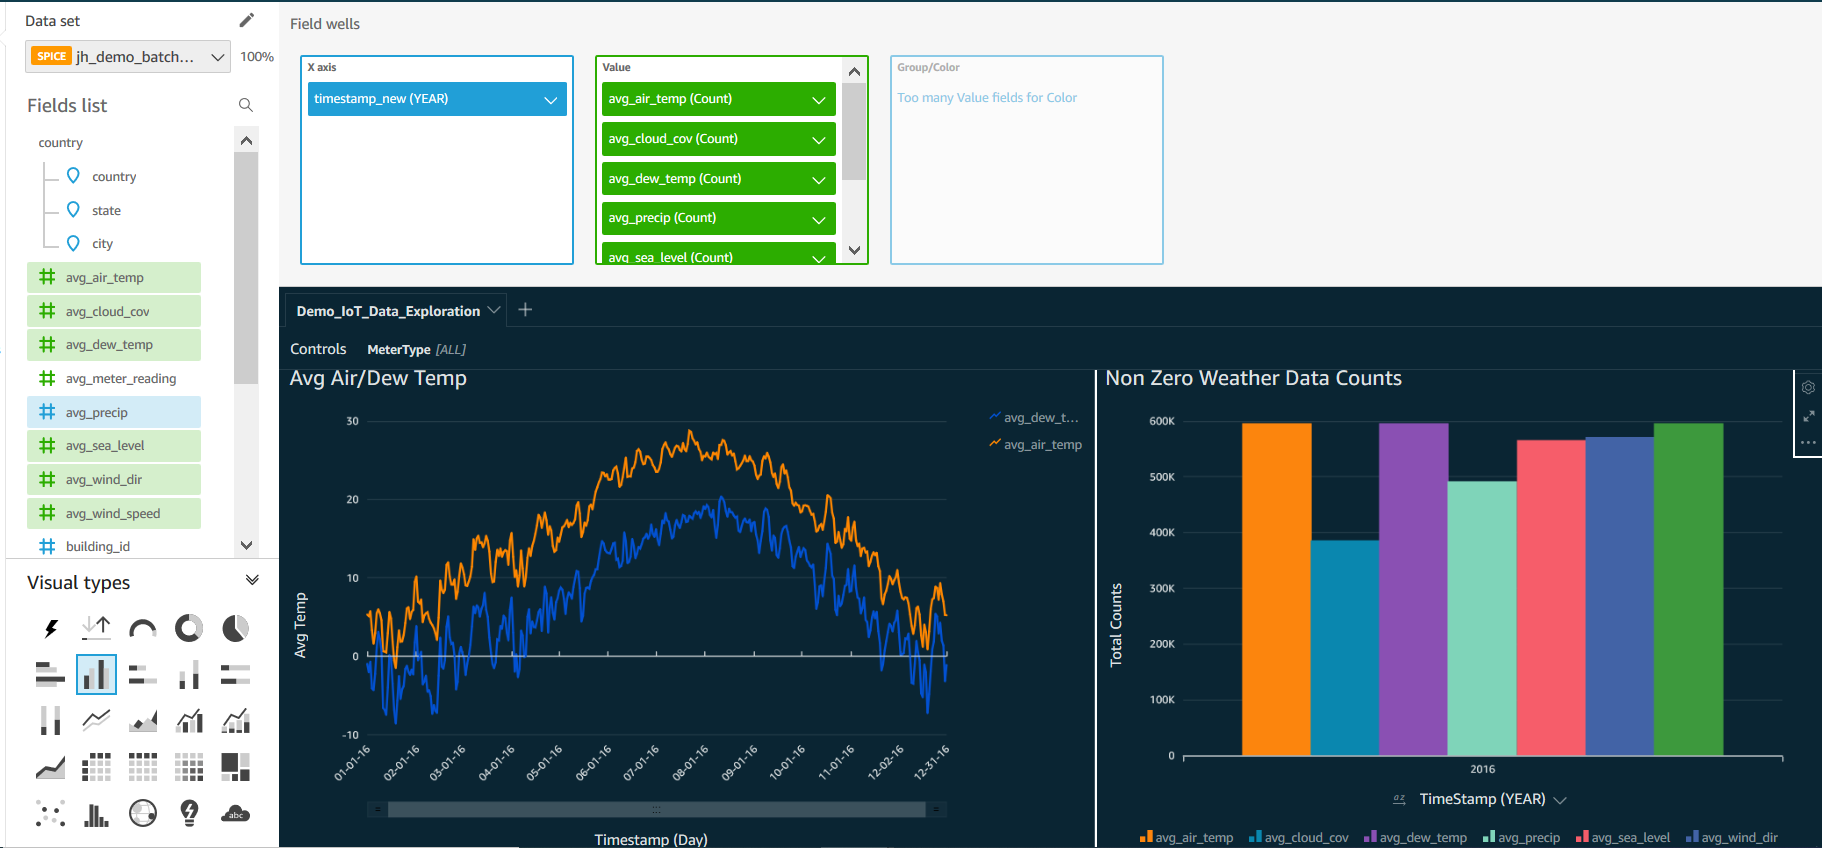 Data set
SPICE jh_demo_batch... 100%
Fields list
country
country
state
city
avg_air_temp
avg_cloud_cov
avg_dew_temp
avg_meter_reading
avg_precip
avg_sea_level
avg_wind_dir
avg_wind_speed
building_id
Visual types
abc
Field wells
X axis
timestamp_new (YEAR)
Value
avg_air_temp (Count)
avg_cloud_cov (Count)
avg_dew_temp (Count)
avg_precip (Count)
avg_sea_level (Count)
Group/Color
Too many Value fields for Color
Demo_IoT_Data_Exploration
Controls MeterType [ALL]
Avg Air/Dew Temp
avg_dew_t...
avg_air_temp
Avg Temp
30
20
10
0
-10
01-01-16
02-01-16
03-01-16
04-01-16
05-01-16
06-01-16
07-01-16
08-01-16
09-01-16
10-01-16
11-01-16
12-02-16
12-31-16
Timestamp (Day)
Non Zero Weather Data Counts
Total Counts
600K
500K
400K
300K
200K
100K
0
2016
TimeStamp (YEAR)
avg_air_temp avg_cloud_cov avg_dew_temp avg_precip avg_sea_level avg_wind_dir